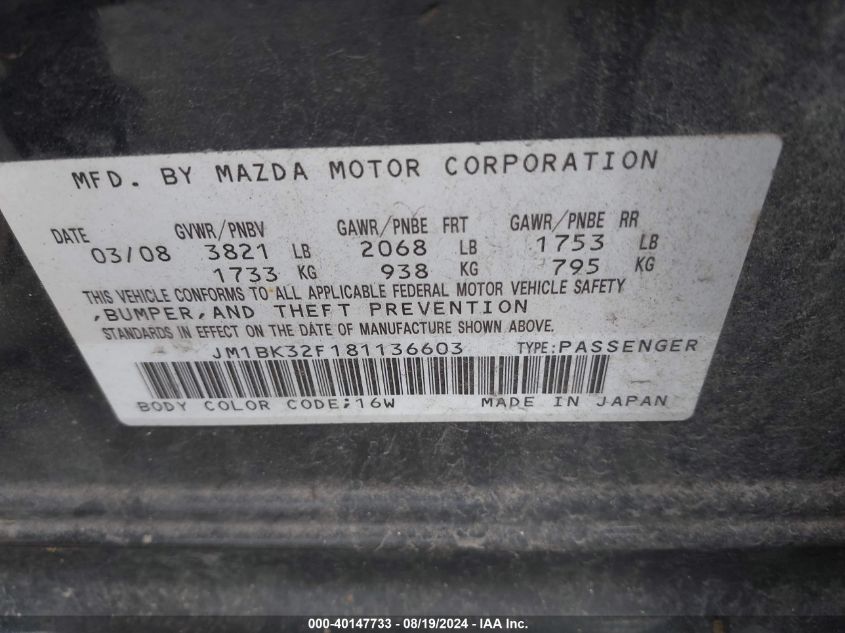 MFD. BY MAZDA MOTOR CORPORATION
DATE GVWR/PNBV GAWR/PNBE FRT GAWR/PNBE RR
03/08 3821 LB 2068 LB 1753 LB
1733 KG 938 KG 795 KG
THIS VEHICLE CONFORMS TO ALL APPLICABLE FEDERAL MOTOR VEHICLE SAFETY
,BUMPER,AND THEFT PREVENTION
STANDARDS IN EFFECT ON THE DATE OF MANUFACTURE SHOWN ABOVE.
JM1BK32F181136603 TYPE:PASSENGER
BODY COLOR CODE;16W MADE IN JAPAN
000-40147733 - 08/19/2024 - IAA Inc.